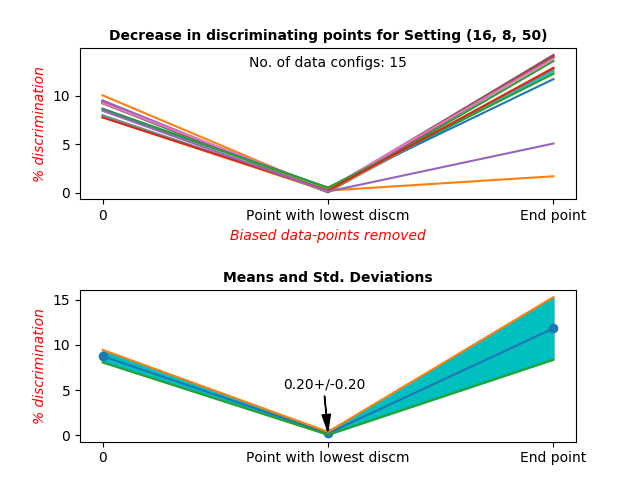 Decrease in discriminating points for Setting (16, 8, 50)
No. of data configs: 15
% discrimination
10
5
0
0
Point with lowest discm
End point
Biased data-points removed
Means and Std. Deviations
% discrimination
15
10
5
0
0.20+/-0.20
0
Point with lowest discm
End point